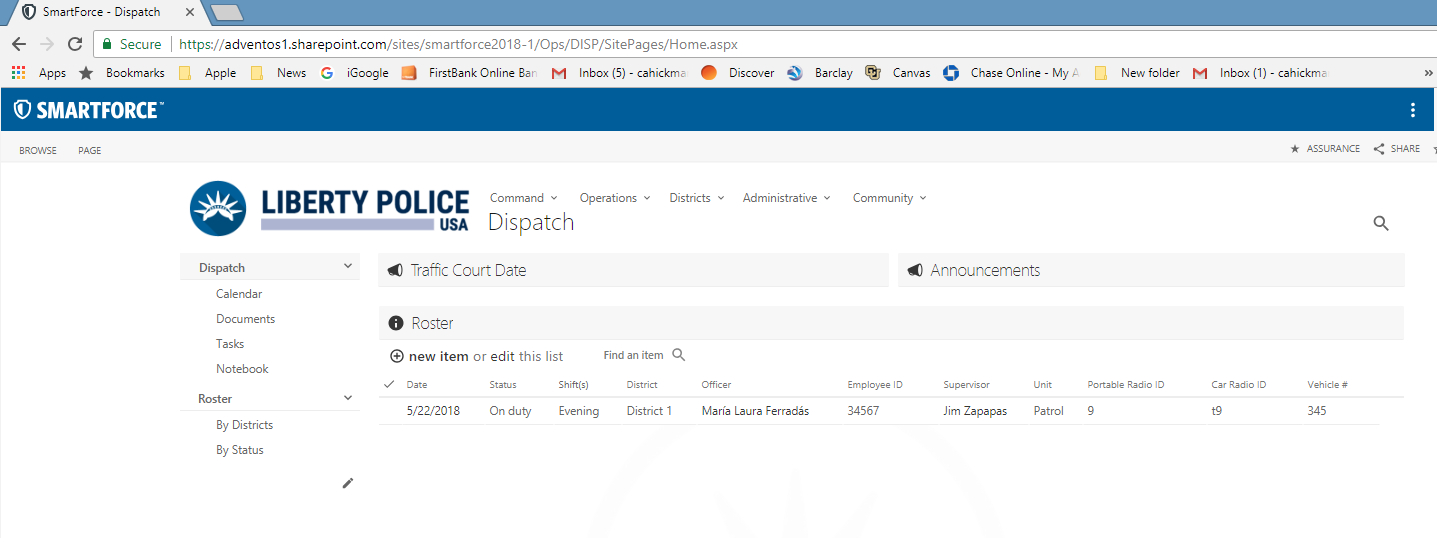 SmartForce - Dispatch
Secure https://adventos1.sharepoint.com/sites/smartforce2018-1/Ops/DISP/SitePages/Home.aspx
Apps Bookmarks Apple News iGoogle FirstBank Online Ban Inbox (5) - cahickma Discover Barclay Canvas Chase Online - My A New folder Inbox (1) - cahickma »
SMARTFORCE™
BROWSE PAGE ASSURANCE SHARE
LIBERTY POLICE
USA
Command Operations Districts Administrative Community
Dispatch
Dispatch
Calendar
Documents
Tasks
Notebook
Roster
By Districts
By Status
Traffic Court Date Announcements
Roster
new item or edit this list Find an item
Date Status Shift(s) District Officer Employee ID Supervisor Unit Portable Radio ID Car Radio ID Vehicle #
5/22/2018 On duty Evening District 1 María Laura Ferradás 34567 Jim Zapapas Patrol 9 t9 345